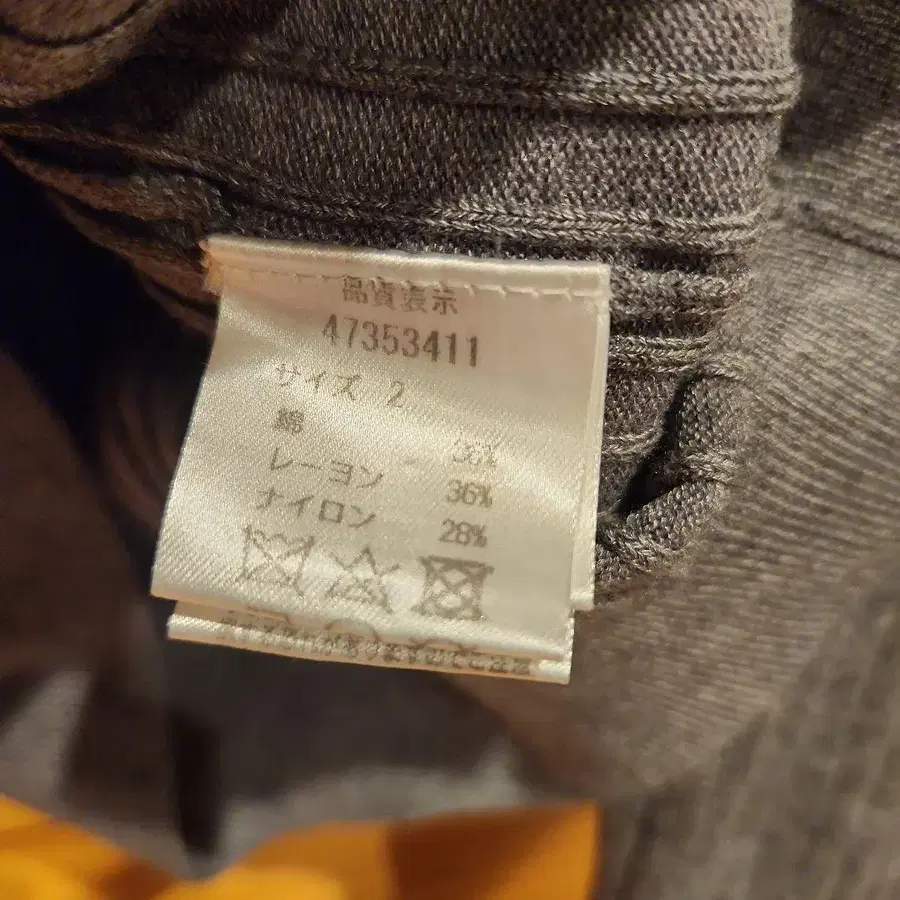 品質表示
47353411
サイズ 2
綿 36%
レーヨン 36%
ナイロン 28%